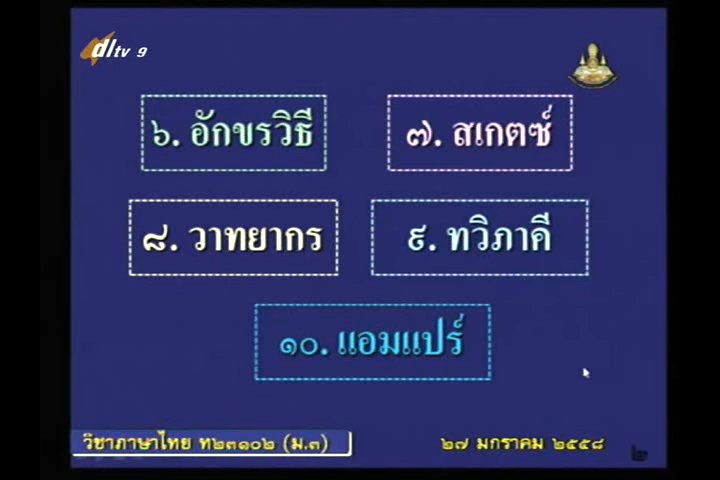 dltv 9
๖. อักขรวิธี
๗. สเกตซ์
๘. วาทยากร
๙. ทวิภาคี
๑๐. แอมแปร์
วิชาภาษาไทย ท๒๓๑๐๒ (ม.๓)
๒๗ มกราคม ๒๕๕๘